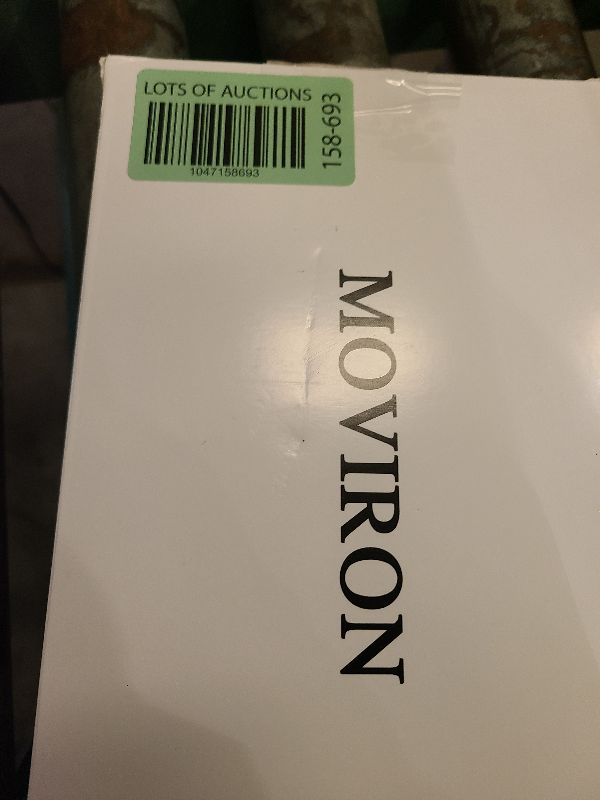 LOTS OF AUCTIONS
1047158693
158-693
MOVIRON